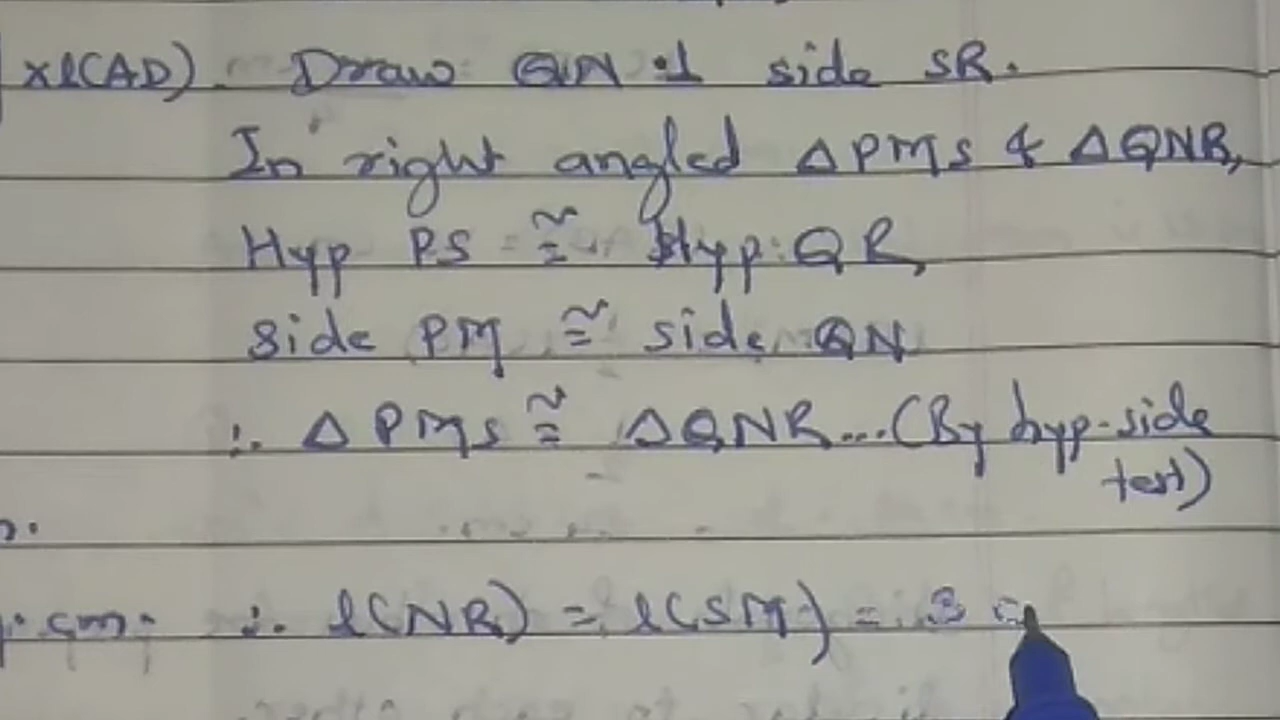 xl(AD). Draw QN ⊥ side SR.
In right angled △PMS & △QNR,
Hyp PS ≅ Hyp QR,
side PM ≅ side QN
∴ △PMS ≅ △QNR...(By hyp-side
test)
∴ l(NR) = l(SM) = 3 c